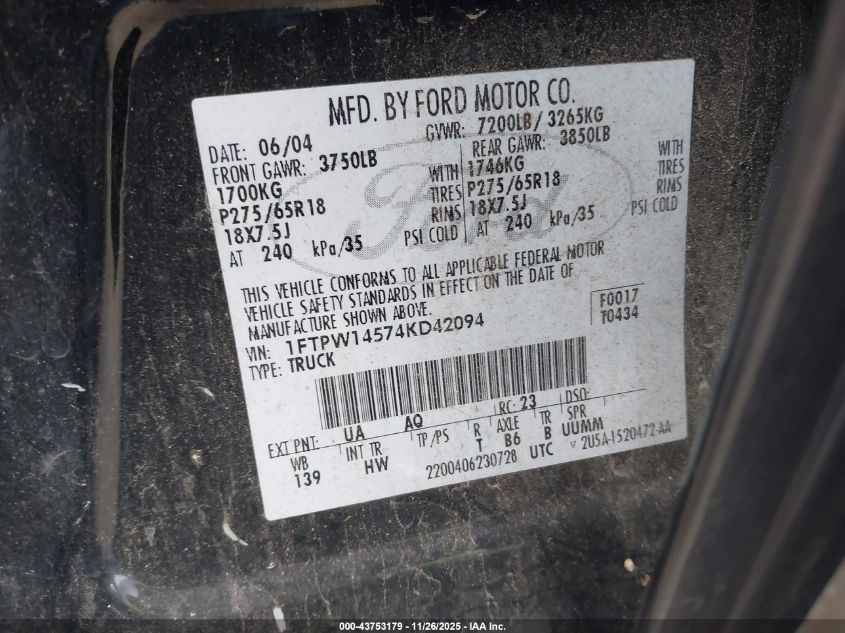 MFD. BY FORD MOTOR CO.
DATE: 06/04 GVWR: 7200LB/ 3265KG
FRONT GAWR: 3750LB REAR GAWR: 3850LB
1700KG WITH 1746KG WITH
P275/65R18 TIRES P275/65R18 TIRES
18X7.5J RIMS 18X7.5J RIMS
AT 240 kPa/35 PSI COLD AT 240 kPa/35 PSI COLD
THIS VEHICLE CONFORMS TO ALL APPLICABLE FEDERAL MOTOR
VEHICLE SAFETY STANDARDS IN EFFECT ON THE DATE OF
MANUFACTURE SHOWN ABOVE.
VIN: 1FTPW14574KD42094 F0017
TYPE: TRUCK T0434
EXT PNT: UA AQ RC: 23 DSO:
WB INT TR TP/PS R AXLE TR SPR
139 HW T B6 B UUMM
2200406230728 UTC ▽ 2U5A-1520472-AA
Ford
000-43753179 - 11/26/2025 - IAA Inc.